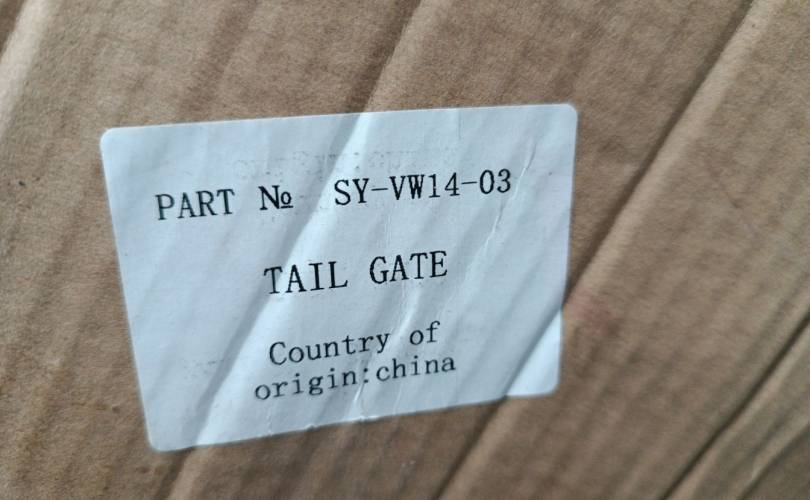 PART № SY-VW14-03
TAIL GATE
Country of
origin:china